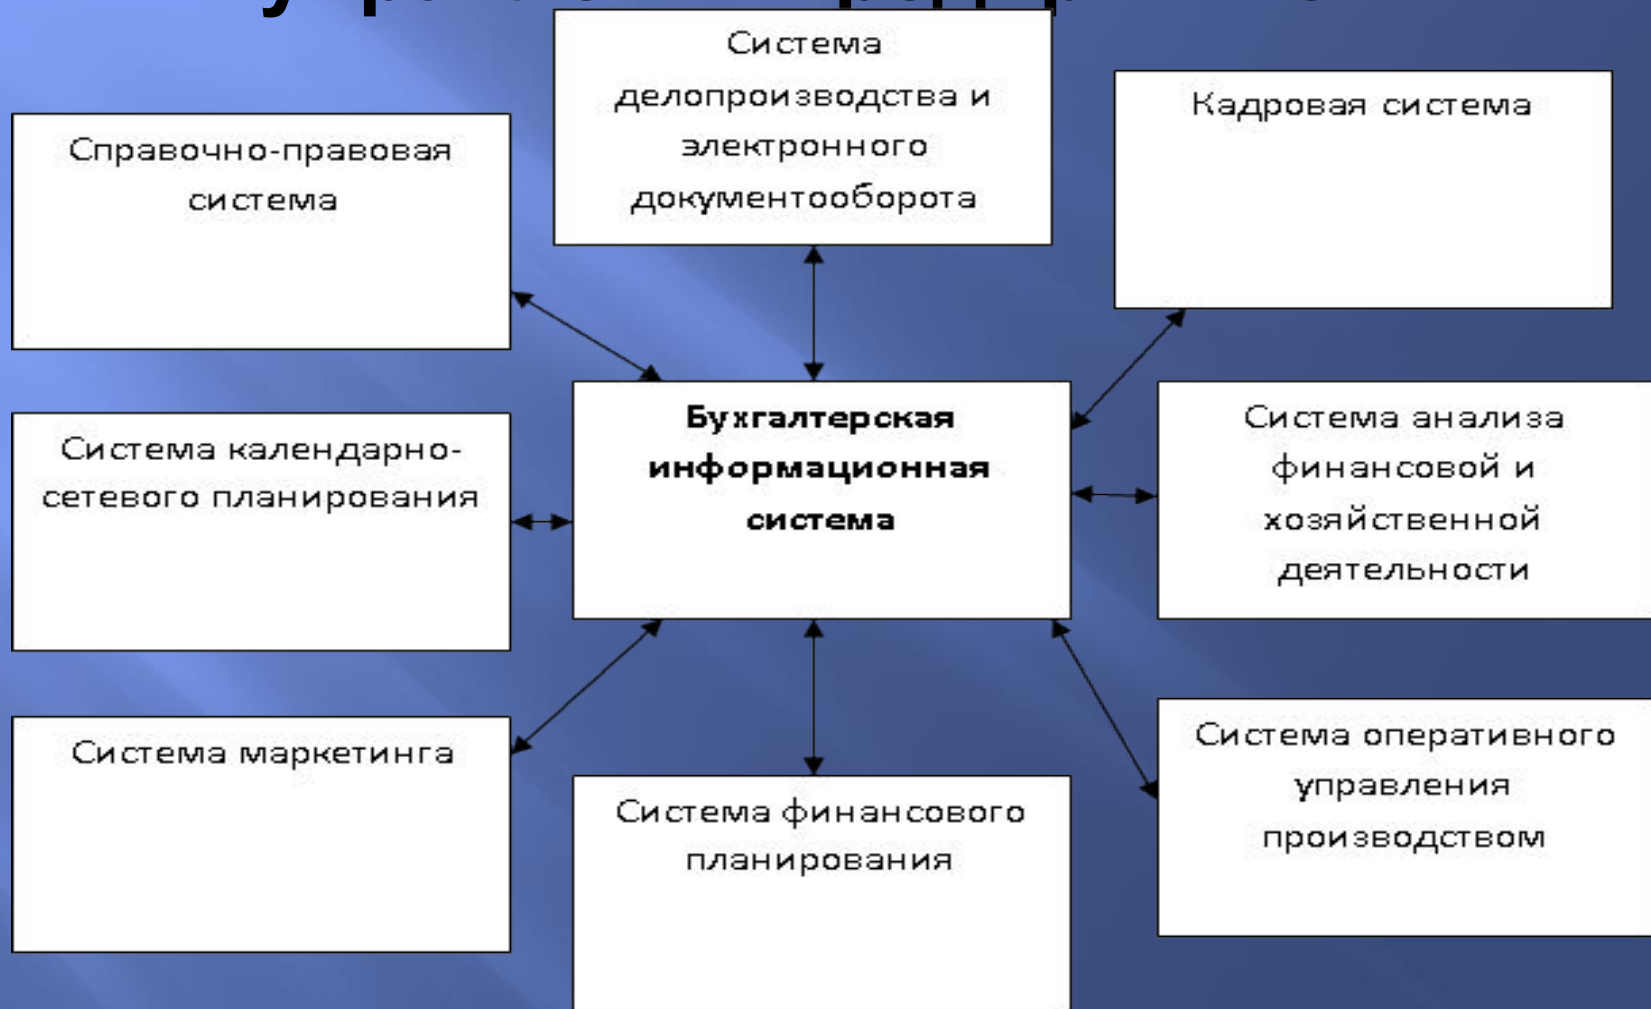 Система
делопроизводства и
электронного
документооборота
Кадровая система
Справочно-правовая
система
Бухгалтерская
информационная
система
Система календарно-
сетевого планирования
Система анализа
финансовой и
хозяйственной
деятельности
Система маркетинга
Система финансового
планирования
Система оперативного
управления
производством